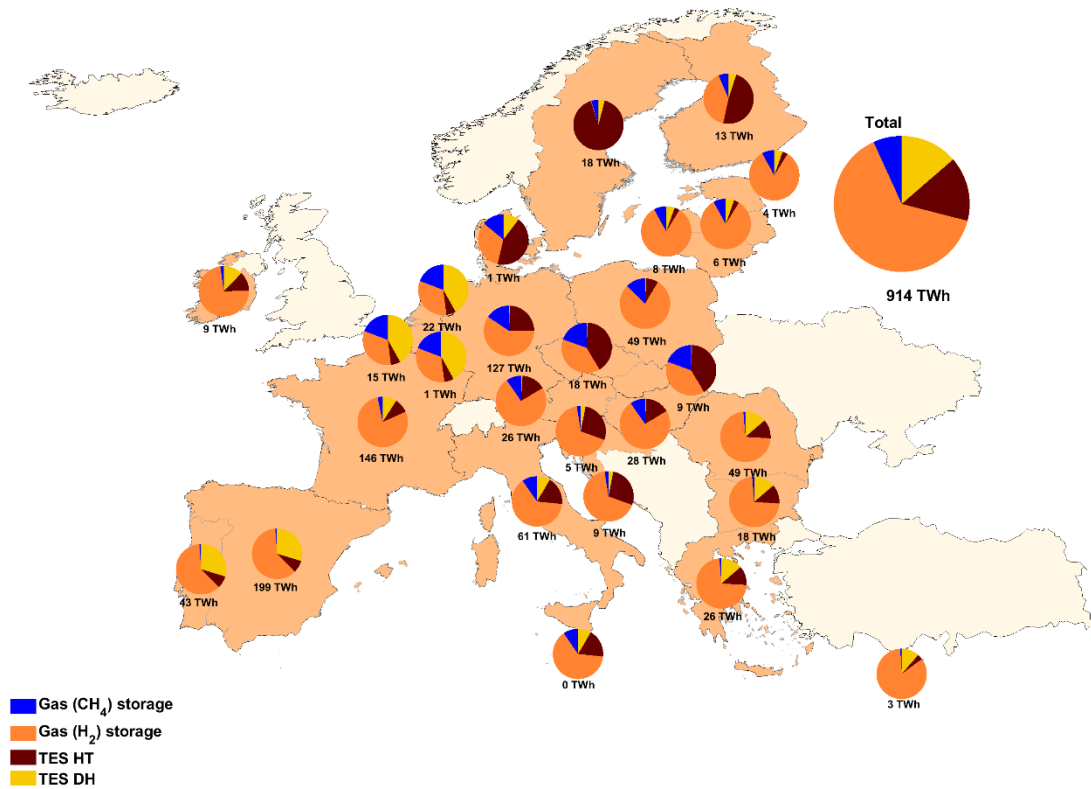 13 TWh
Total
18 TWh
4 TWh
6 TWh
8 TWh
1 TWh
914 TWh
9 TWh
22 TWh
49 TWh
15 TWh
127 TWh
18 TWh
1 TWh
9 TWh
26 TWh
146 TWh
28 TWh
5 TWh
49 TWh
61 TWh
9 TWh
18 TWh
199 TWh
43 TWh
26 TWh
0 TWh
3 TWh
Gas (CH₄) storage
Gas (H₂) storage
TES HT
TES DH